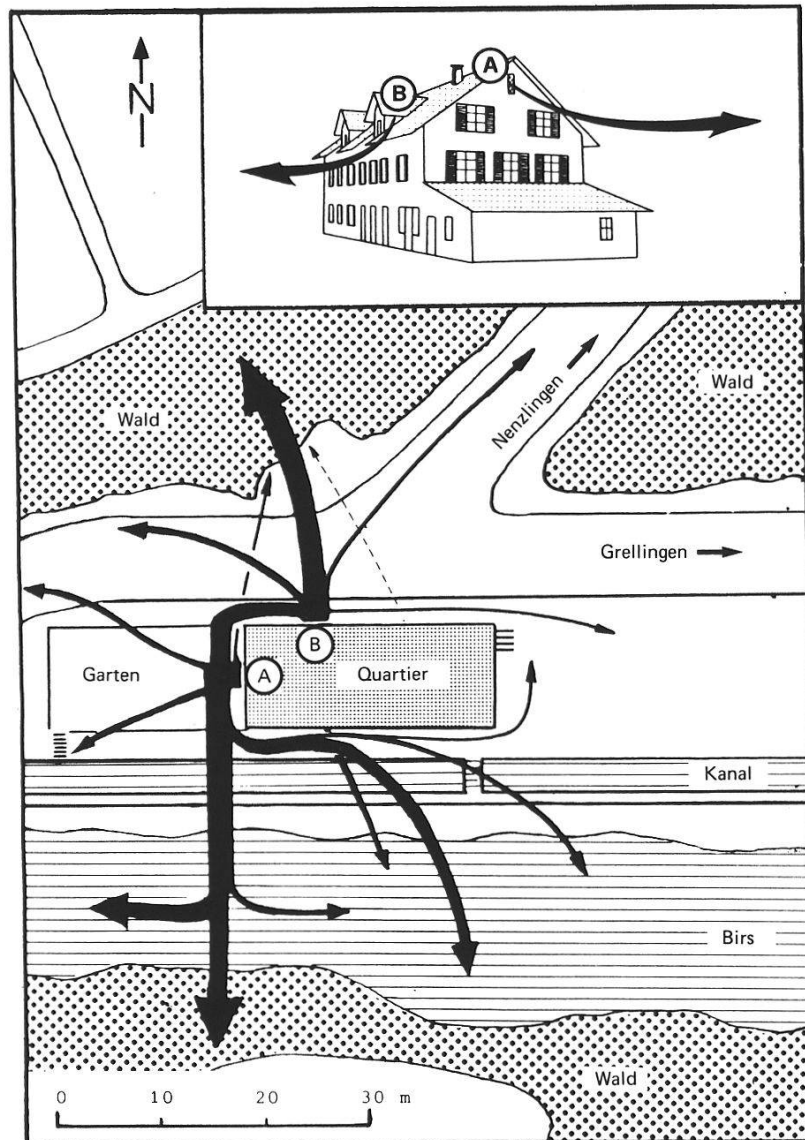 N
A
B
Wald
Wald
Nenzlingen
Grellingen
B
Garten
A
Quartier
Kanal
Birs
Wald
0 10 20 30 m